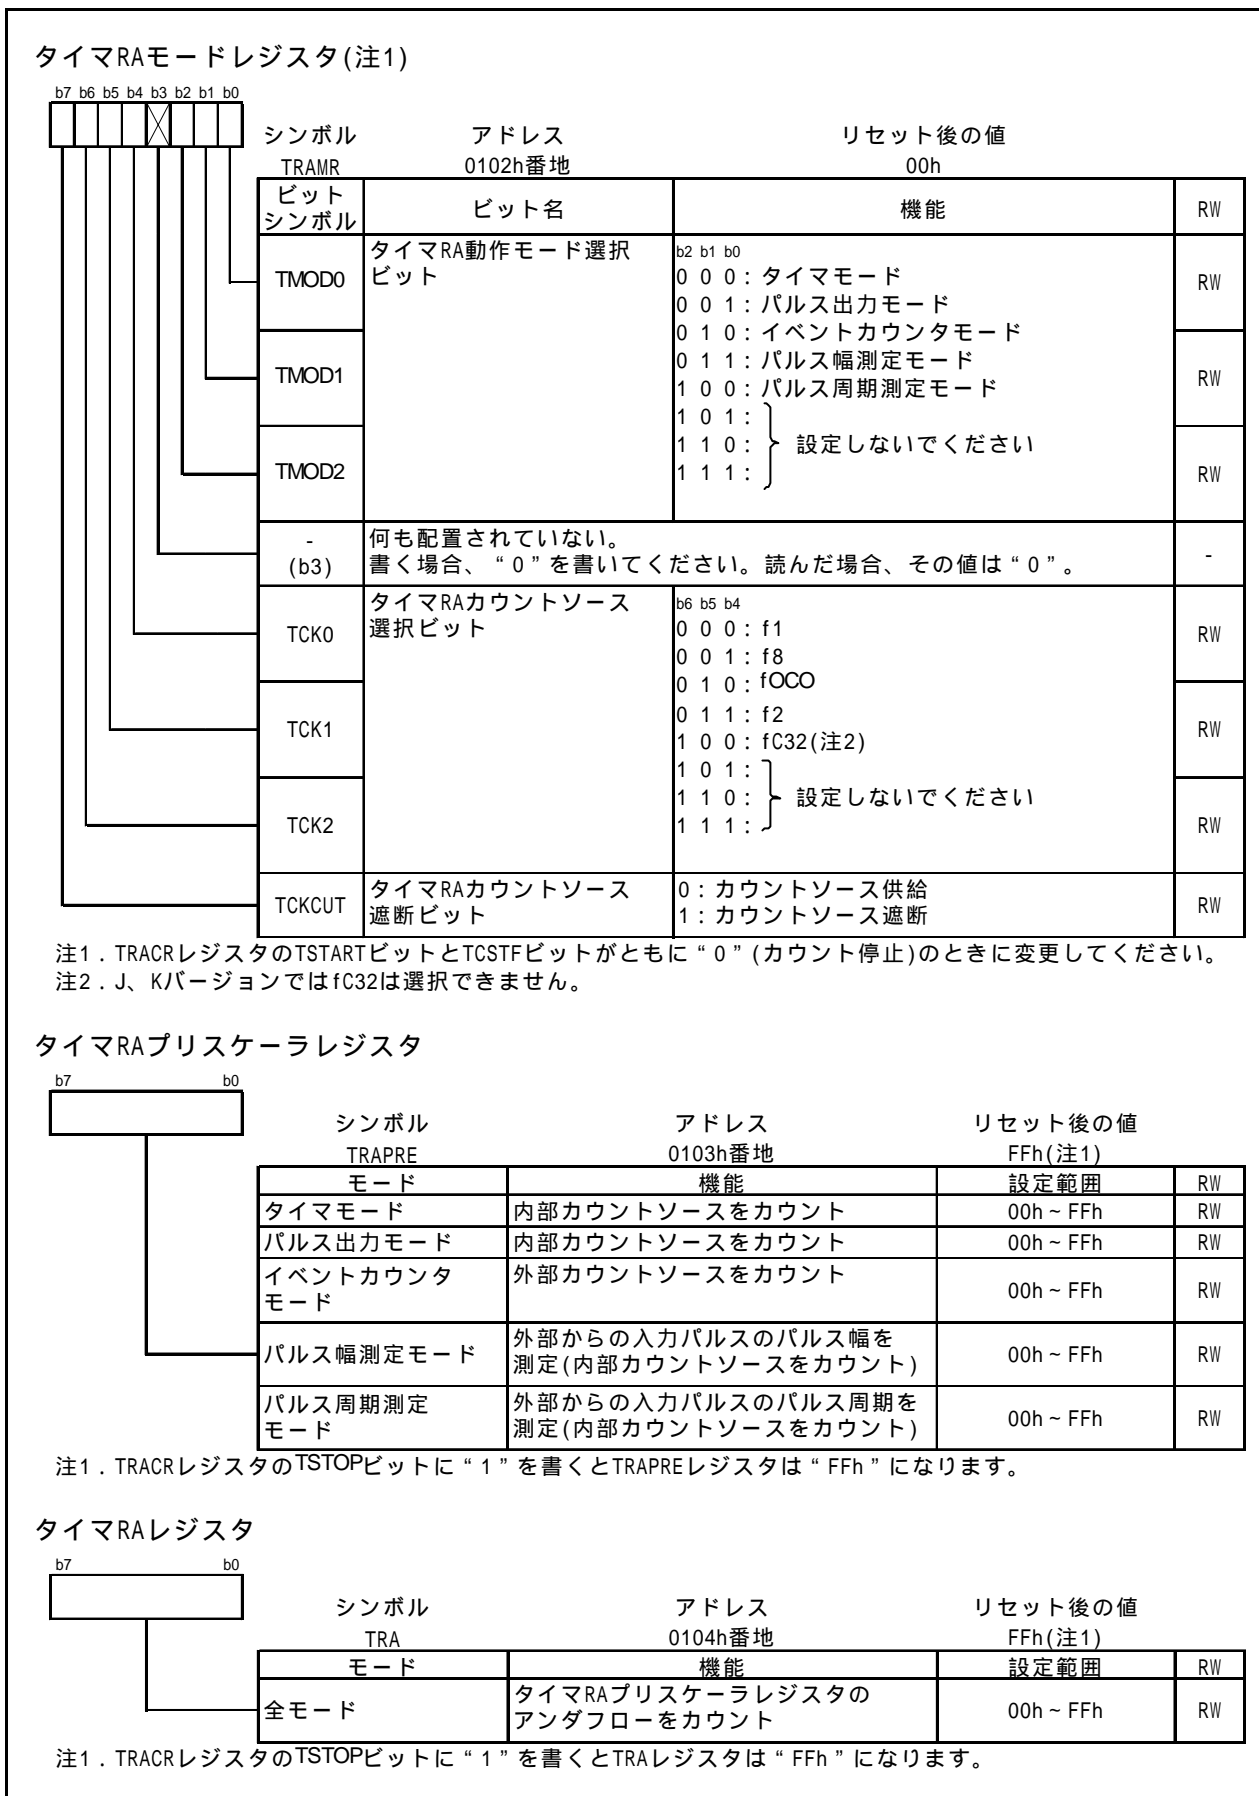 タイマRAモードレジスタ(注1)
b7 b6 b5 b4 b3 b2 b1 b0
シンボル アドレス リセット後の値
TRAMR 0102h番地 00h
ビットシンボル ビット名 機能 RW
TMOD0 タイマRA動作モード選択ビット RW
b2 b1 b0
0 0 0：タイマモード
0 0 1：パルス出力モード
0 1 0：イベントカウンタモード
0 1 1：パルス幅測定モード
1 0 0：パルス周期測定モード
1 0 1：
1 1 0： 設定しないでください
1 1 1：
TMOD1 RW
TMOD2 RW
-
(b3)
何も配置されていない。
書く場合、“0”を書いてください。読んだ場合、その値は“0”。
-
TCK0 タイマRAカウントソース選択ビット RW
b6 b5 b4
0 0 0：f1
0 0 1：f8
0 1 0：fOCO
0 1 1：f2
1 0 0：fC32(注2)
1 0 1：
1 1 0： 設定しないでください
1 1 1：
TCK1 RW
TCK2 RW
TCKCUT タイマRAカウントソース遮断ビット RW
0：カウントソース供給
1：カウントソース遮断
注1．TRACRレジスタのTSTARTビットとTCSTFビットがともに“0”(カウント停止)のときに変更してください。
注2．J、KバージョンではfC32は選択できません。
タイマRAプリスケーラレジスタ
b7 b0
シンボル アドレス リセット後の値
TRAPRE 0103h番地 FFh(注1)
モード 機能 設定範囲 RW
タイマモード 内部カウントソースをカウント 00h～FFh RW
パルス出力モード 内部カウントソースをカウント 00h～FFh RW
イベントカウンタ 外部カウントソースをカウント 00h～FFh RW
モード
パルス幅測定モード 外部からの入力パルスのパルス幅を 00h～FFh RW
測定(内部カウントソースをカウント)
パルス周期測定 外部からの入力パルスのパルス周期を 00h～FFh RW
モード 測定(内部カウントソースをカウント)
注1．TRACRレジスタのTSTOPビットに“1”を書くとTRAPREレジスタは“FFh”になります。
タイマRAレジスタ
b7 b0
シンボル アドレス リセット後の値
TRA 0104h番地 FFh(注1)
モード 機能 設定範囲 RW
全モード タイマRAプリスケーラレジスタの 00h～FFh RW
アンダフローをカウント
注1．TRACRレジスタのTSTOPビットに“1”を書くとTRAレジスタは“FFh”になります。